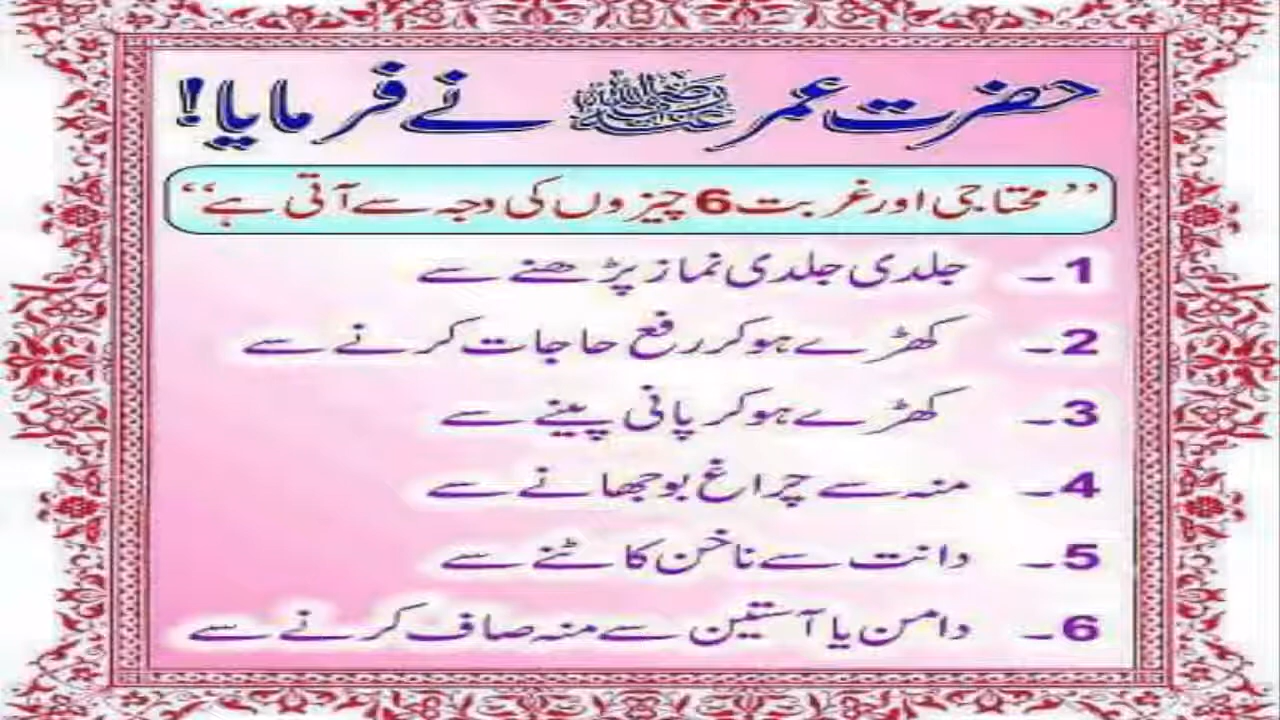 حضرت عمر رضی اللہ عنہ نے فرمایا!
”محتاجی اور غربت 6 چیزوں کی وجہ سے آتی ہے“
1۔ جلدی جلدی نماز پڑھنے سے
2۔ کھڑے ہو کر رفع حاجات کرنے سے
3۔ کھڑے ہو کر پانی پینے سے
4۔ منہ سے چراغ بوجھانے سے
5۔ دانت سے ناخن کاٹنے سے
6۔ دامن یا آستین سے منہ صاف کرنے سے